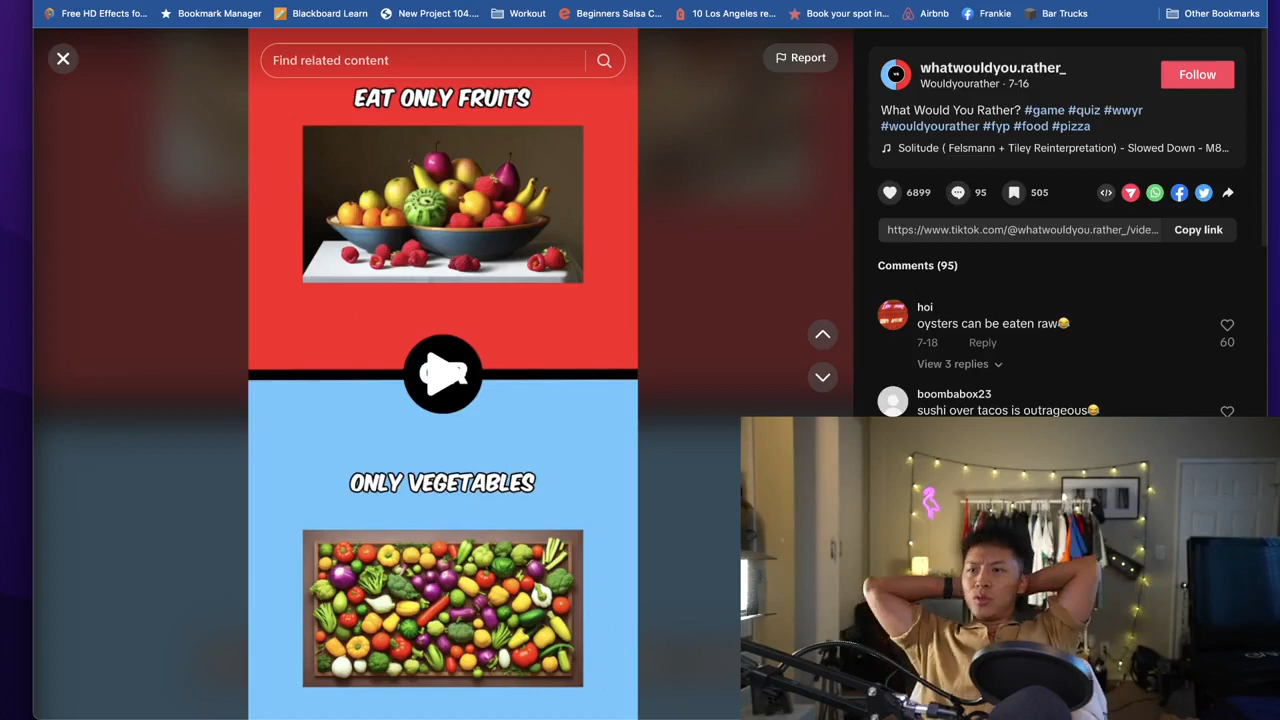 Free HD Effects fo...
Bookmark Manager
Blackboard Learn
New Project 104....
Workout
Beginners Salsa C...
10 Los Angeles re...
Book your spot in...
Airbnb
Frankie
Bar Trucks
Other Bookmarks
Find related content
Report
EAT ONLY FRUITS
ONLY VEGETABLES
whatwouldyou.rather_
Wouldyourather · 7-16
Follow
What Would You Rather? #game #quiz #wwyr
#wouldyourather #fyp #food #pizza
Solitude ( Felsmann + Tiley Reinterpretation) - Slowed Down - M8...
6899
95
505
https://www.tiktok.com/@whatwouldyou.rather_/vide...
Copy link
Comments (95)
hoi
oysters can be eaten raw😂
7-18
Reply
60
View 3 replies
boombabox23
sushi over tacos is outrageous😂